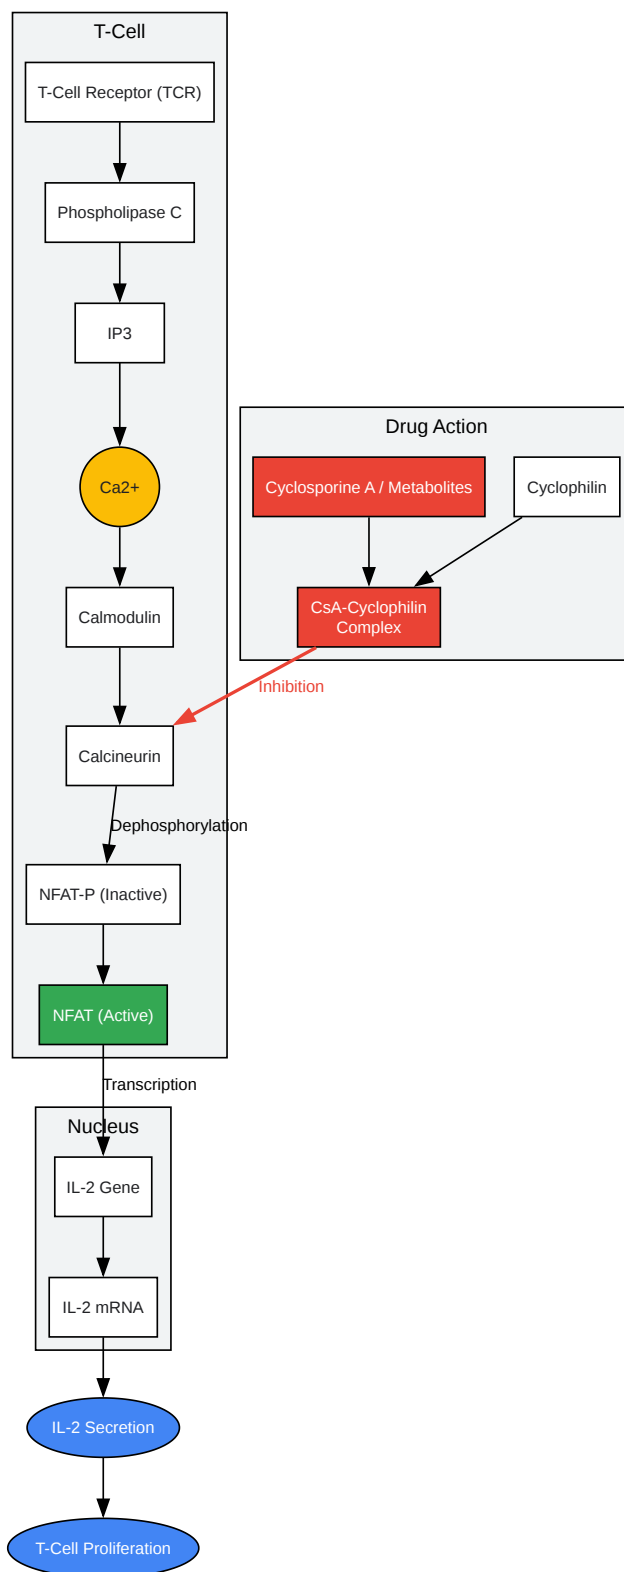 T-Cell
T-Cell Receptor (TCR)
Phospholipase C
IP3
Ca2+
Calmodulin
Calcineurin
Dephosphorylation
NFAT-P (Inactive)
NFAT (Active)
Transcription
Drug Action
Cyclosporine A / Metabolites
Cyclophilin
CsA-Cyclophilin
Complex
Inhibition
Nucleus
IL-2 Gene
IL-2 mRNA
IL-2 Secretion
T-Cell Proliferation